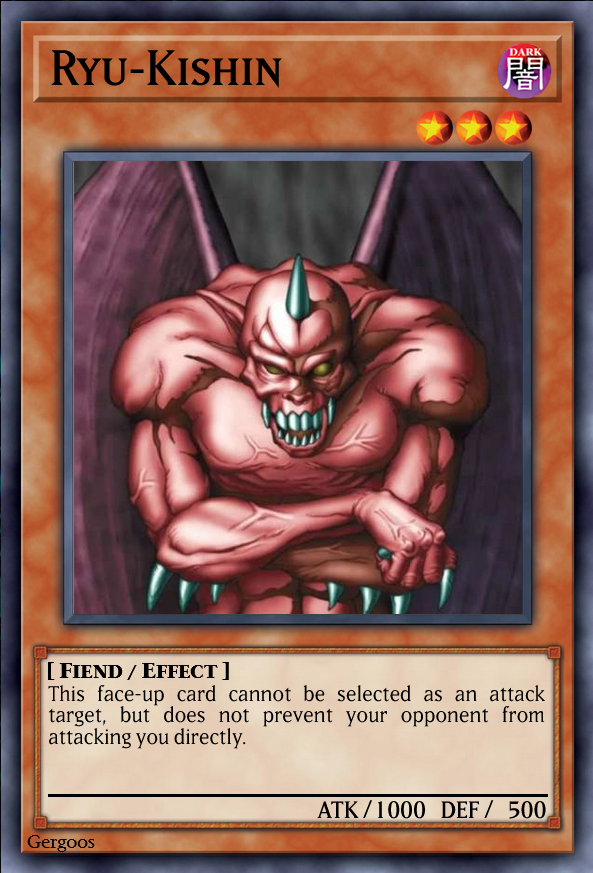 RYU-KISHIN
DARK
闇
[ FIEND / EFFECT ]
This face-up card cannot be selected as an attack
target, but does not prevent your opponent from
attacking you directly.
ATK / 1000 DEF / 500
Gergoos